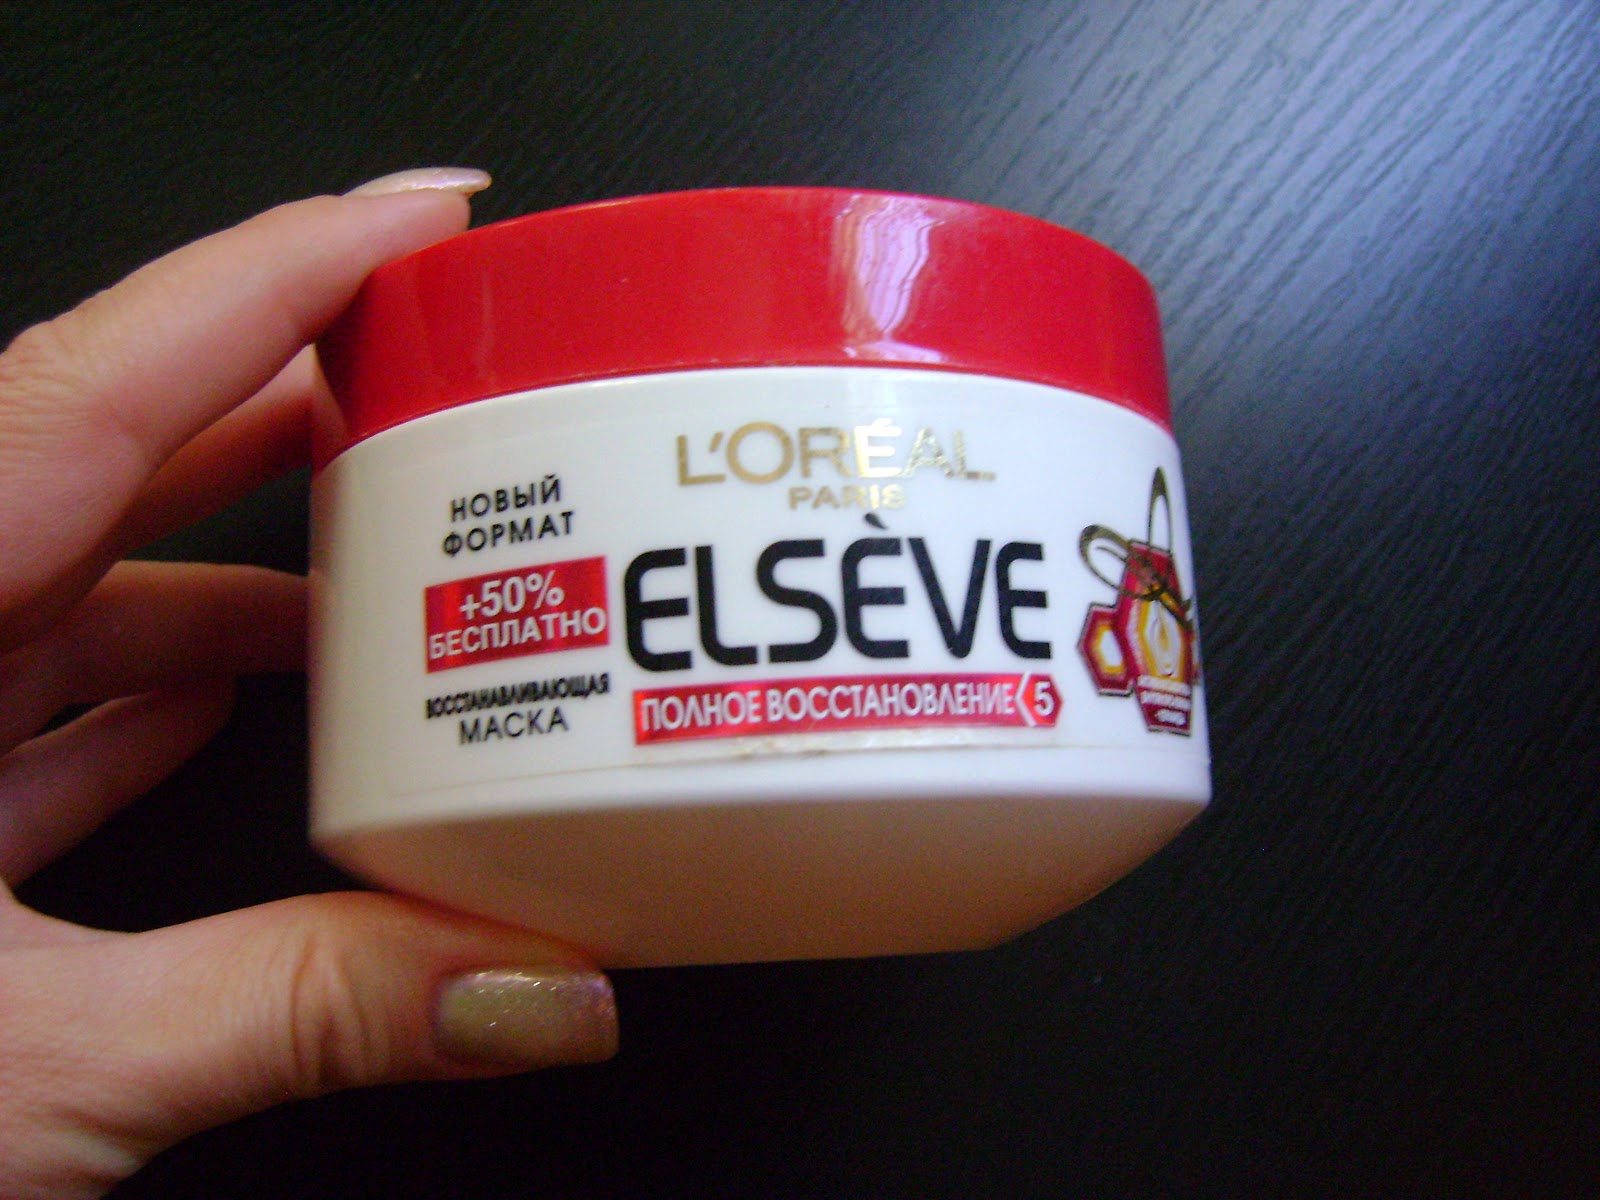 L'ORÉAL
PARIS
ELSÈVE
ПОЛНОЕ ВОССТАНОВЛЕНИЕ 5
НОВЫЙ
ФОРМАТ
+50%
БЕСПЛАТНО
ВОССТАНАВЛИВАЮЩАЯ
МАСКА